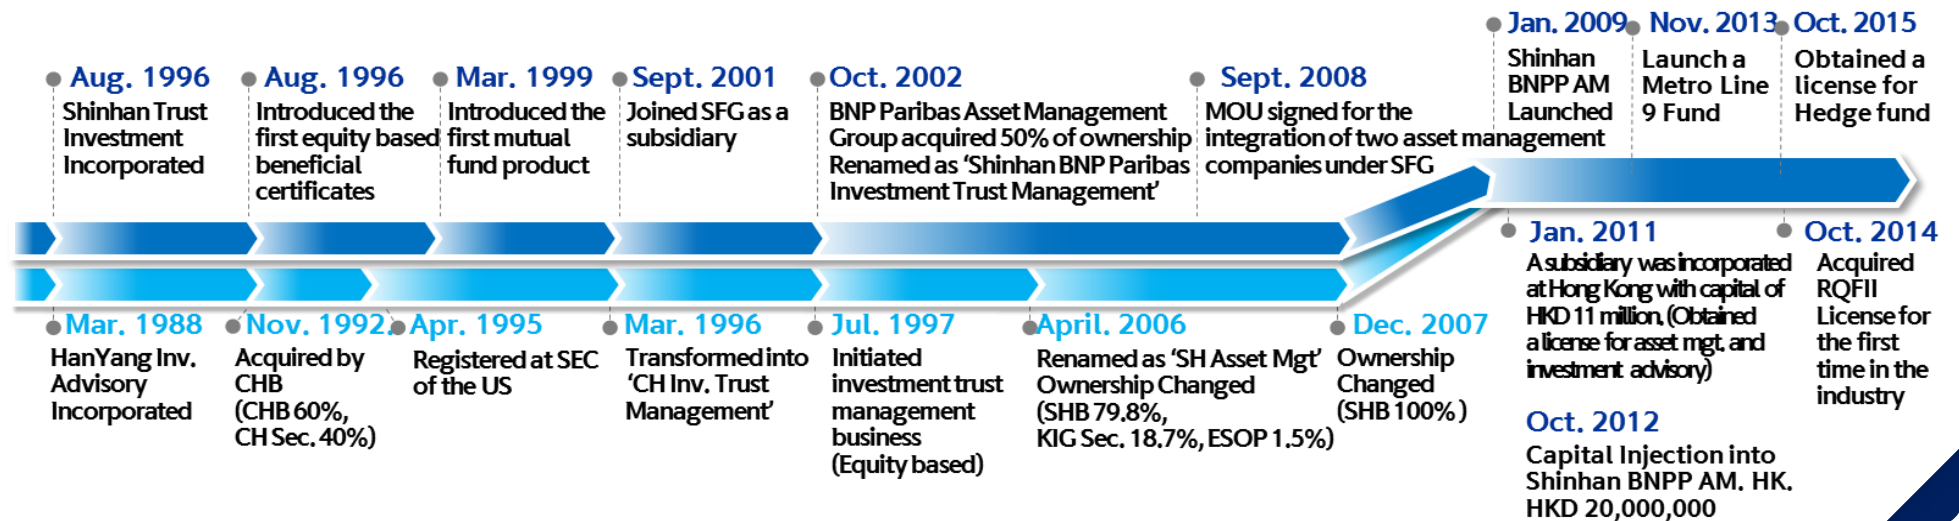 Aug. 1996
Shinhan Trust
Investment
Incorporated
Aug. 1996
Introduced the
first equity based
beneficial
certificates
Mar. 1999
Introduced the
first mutual
fund product
Sept. 2001
Joined SFG as a
subsidiary
Oct. 2002
BNP Paribas Asset Management
Group acquired 50% of ownership
Renamed as ‘Shinhan BNP Paribas
Investment Trust Management’
Sept. 2008
MOU signed for the
integration of two asset management
companies under SFG
Jan. 2009
Shinhan
BNPP AM
Launched
Nov. 2013
Launch a
Metro Line
9 Fund
Oct. 2015
Obtained a
license for
Hedge fund
Mar. 1988
HanYang Inv.
Advisory
Incorporated
Nov. 1992.
Acquired by
CHB
(CHB 60%,
CH Sec. 40%)
Apr. 1995
Registered at SEC
of the US
Mar. 1996
Transformed into
‘CH Inv. Trust
Management’
Jul. 1997
Initiated
investment trust
management
business
(Equity based)
April. 2006
Renamed as ‘SH Asset Mgt’
Ownership Changed
(SHB 79.8%,
KIG Sec. 18.7%, ESOP 1.5%)
Dec. 2007
Ownership
Changed
(SHB 100% )
Jan. 2011
A subsidiary was incorporated
at Hong Kong with capital of
HKD 11 million. (Obtained
a license for asset mgt. and
investment advisory)
Oct. 2012
Capital Injection into
Shinhan BNPP AM. HK.
HKD 20,000,000
Oct. 2014
Acquired
RQFII
License for
the first
time in the
industry